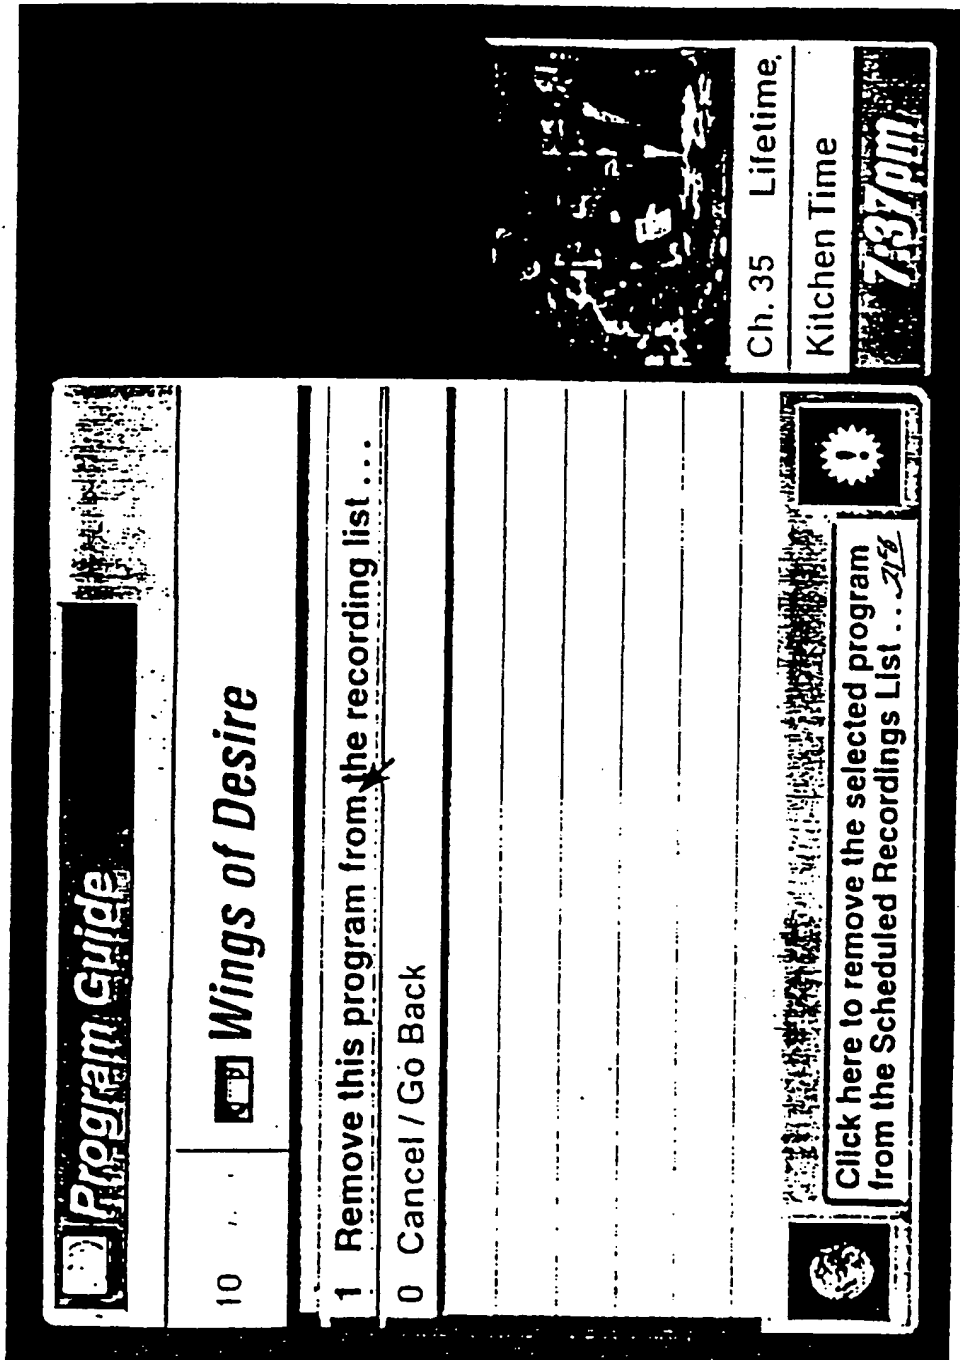 Program Guide
10 Wings of Desire
1 Remove this program from the recording list...
0 Cancel / Go Back
Click here to remove the selected program
from the Scheduled Recordings List...
Ch. 35 Lifetime,
Kitchen Time
7:37pm
!